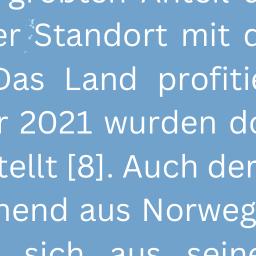 größten Anteil
er Standort mit d
Das Land profitie
r 2021 wurden do
tellt [8]. Auch der
nend aus Norweg
sich aus seine